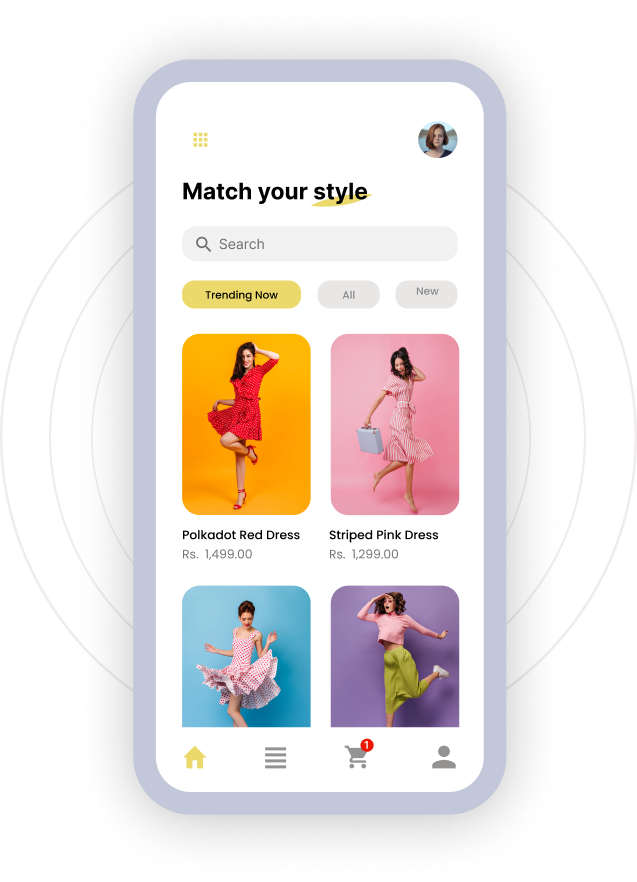 Match your style
Search
Trending Now
All
New
Polkadot Red Dress
Striped Pink Dress
Rs. 1,499.00
Rs. 1,299.00
1